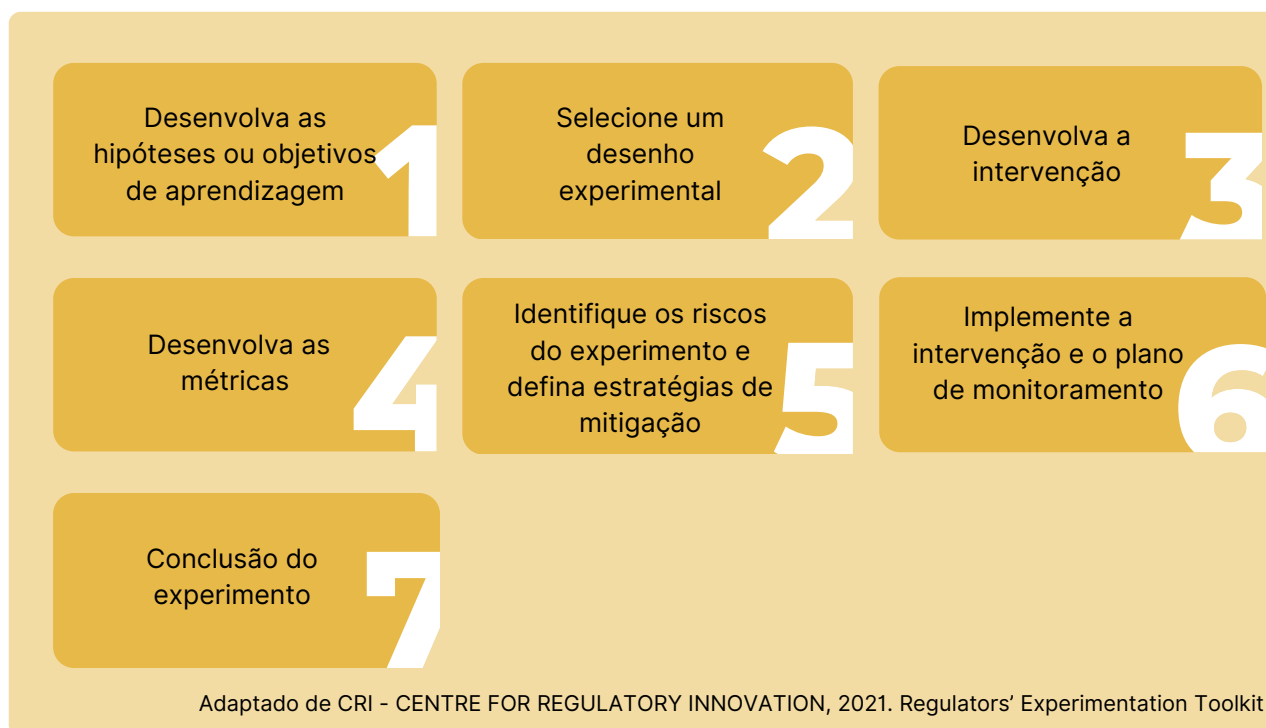 Desenvolva as
hipóteses ou objetivos
de aprendizagem
1
Selecione um
desenho
experimental
2
Desenvolva a
intervenção
3
Desenvolva as
métricas
4
Identifique os riscos
do experimento e
defina estratégias de
mitigação
5
Implemente a
intervenção e o plano
de monitoramento
6
Conclusão do
experimento
7
Adaptado de CRI - CENTRE FOR REGULATORY INNOVATION, 2021. Regulators’ Experimentation Toolkit